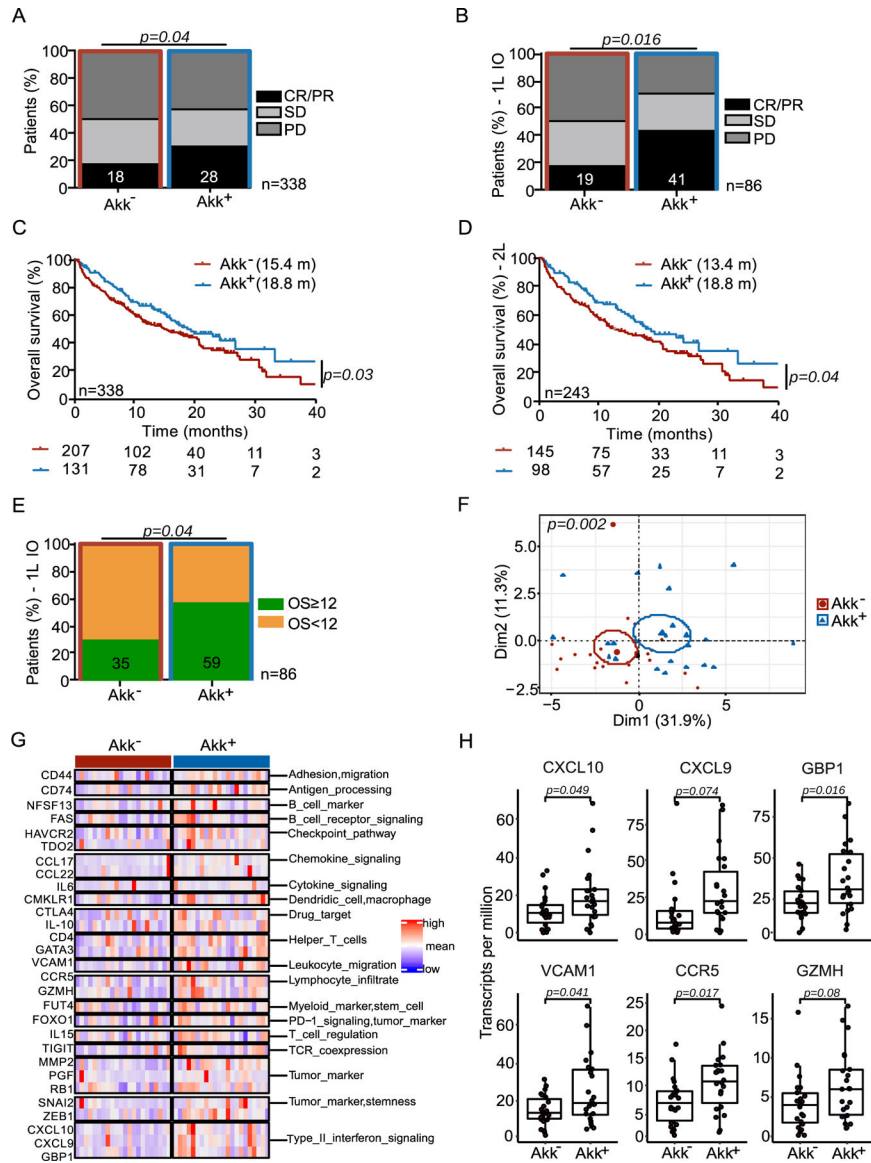 A
p=0.04
Patients (%)
100
80
60
40
20
0
18
28
Akk-
Akk+
CR/PR
SD
PD
n=338
B
p=0.016
Patients (%) - 1L IO
100
80
60
40
20
0
19
41
Akk-
Akk+
CR/PR
SD
PD
n=86
C
Overall survival (%)
100
80
60
40
20
0
Akk- (15.4 m)
Akk+ (18.8 m)
n=338
p=0.03
0 10 20 30 40
Time (months)
207 102 40 11 3
131 78 31 7 2
D
Overall survival (%) - 2L
100
80
60
40
20
0
Akk- (13.4 m)
Akk+ (18.8 m)
n=243
p=0.04
0 10 20 30 40
Time (months)
145 75 33 11 3
98 57 25 7 2
E
p=0.04
Patients (%) - 1L IO
100
80
60
40
20
0
35
59
Akk-
Akk+
OS≥12
OS<12
n=86
F
p=0.002
Dim2 (11.3%)
5.0
2.5
0.0
−2.5
−5 0 5
Dim1 (31.9%)
Akk-
Akk+
G
Akk- Akk+
CD44 Adhesion,migration
CD74 Antigen_processing
NFSF13 B_cell_marker
FAS B_cell_receptor_signaling
HAVCR2 Checkpoint_pathway
TDO2
CCL17 Chemokine_signaling
CCL22
IL6 Cytokine_signaling
CMKLR1 Dendridic_cell,macrophage
CTLA4 Drug_target
IL-10
CD4 Helper_T_cells
GATA3
VCAM1 Leukocyte_migration
CCR5 Lymphocyte_infiltrate
GZMH
FUT4 Myeloid_marker,stem_cell
FOXO1 PD−1_signaling,tumor_marker
IL15 T_cell_regulation
TIGIT TCR_coexpression
MMP2
PGF Tumor_marker
RB1
SNAI2 Tumor_marker,stemness
ZEB1
CXCL10
CXCL9 Type_II_interferon_signaling
GBP1
high
mean
low
H
Transcripts per million
CXCL10
p=0.049
60
40
20
0
CXCL9
p=0.074
75
50
25
0
GBP1
p=0.016
75
50
25
0
VCAM1
p=0.041
60
40
20
0
Akk- Akk+
CCR5
p=0.017
25
20
15
10
5
0
Akk- Akk+
GZMH
p=0.08
15
10
5
0
Akk- Akk+